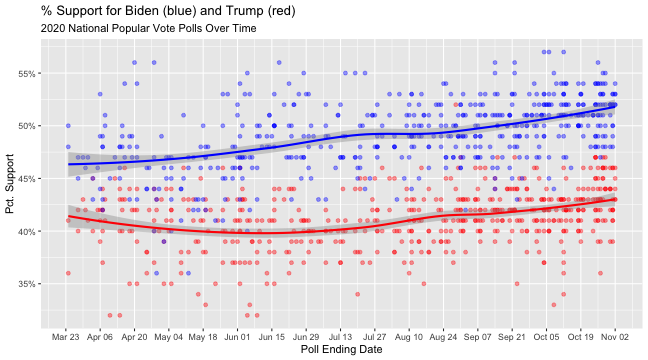 % Support for Biden (blue) and Trump (red)
2020 National Popular Vote Polls Over Time
Pct. Support
55%
50%
45%
40%
35%
Mar 23 Apr 06 Apr 20 May 04 May 18 Jun 01 Jun 15 Jun 29 Jul 13 Jul 27 Aug 10 Aug 24 Sep 07 Sep 21 Oct 05 Oct 19 Nov 02
Poll Ending Date